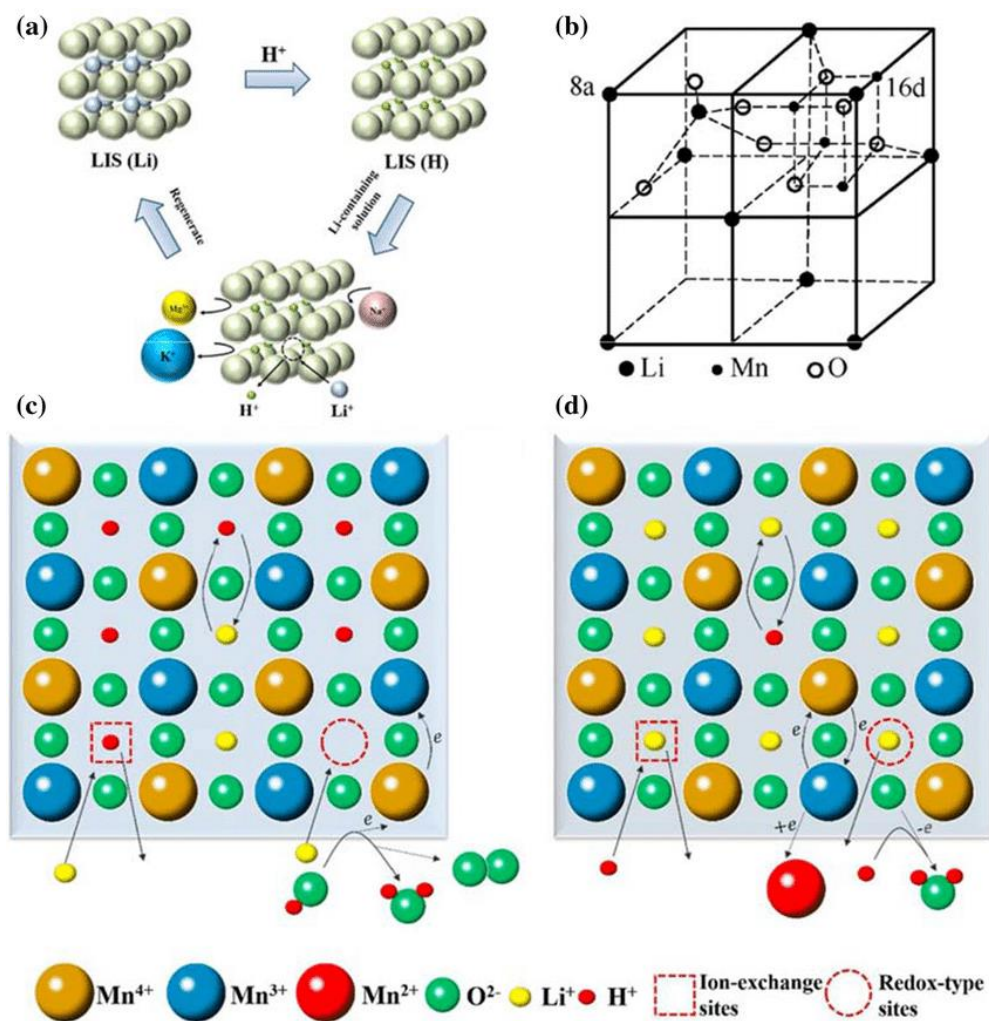 (a)
LIS (Li)
H⁺
LIS (H)
Regenerate
Li-containing
solution
Mg²⁺
Na⁺
K⁺
H⁺
Li⁺
(b)
8a
16d
Li
Mn
O
(c)
e
e
(d)
e
e
+e
-e
Mn⁴⁺
Mn³⁺
Mn²⁺
O²⁻
Li⁺
H⁺
Ion-exchange
sites
Redox-type
sites